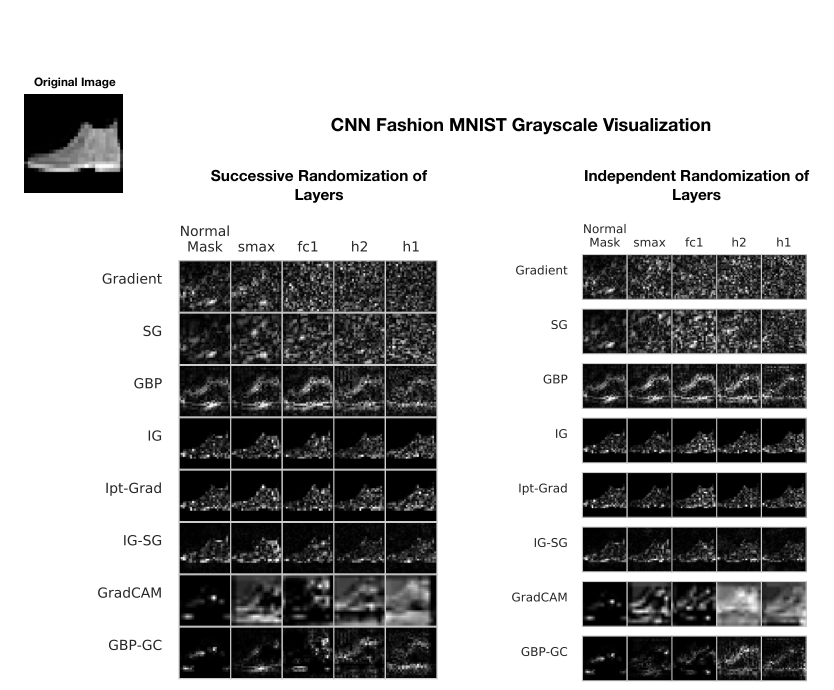 Original Image
CNN Fashion MNIST Grayscale Visualization
Successive Randomization of
Layers
Normal
Mask smax fc1 h2 h1
Gradient
SG
GBP
IG
Ipt-Grad
IG-SG
GradCAM
GBP-GC
Independent Randomization of
Layers
Normal
Mask smax fc1 h2 h1
Gradient
SG
GBP
IG
Ipt-Grad
IG-SG
GradCAM
GBP-GC